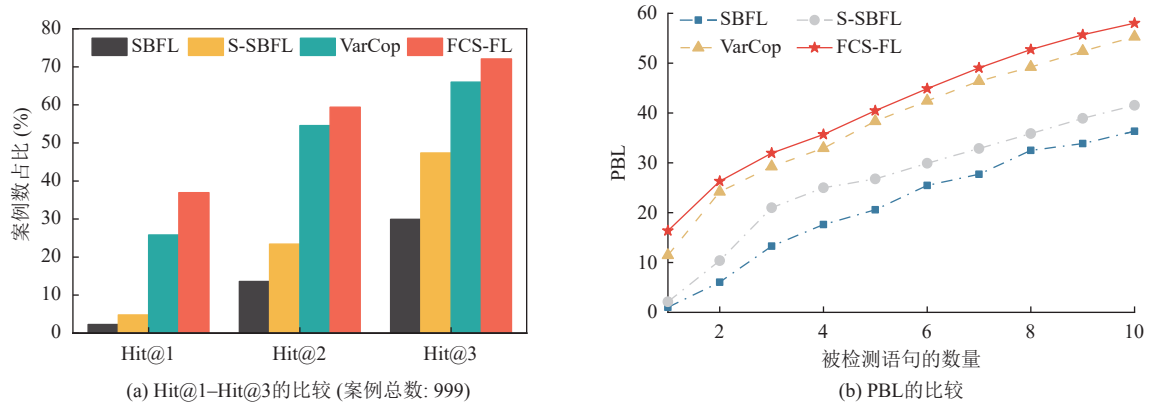 80
70
60
50
40
30
20
10
0
案例数占比 (%)
SBFL S-SBFL VarCop FCS-FL
Hit@1 Hit@2 Hit@3
(a) Hit@1–Hit@3的比较 (案例总数: 999)
60
50
40
30
20
10
0
PBL
SBFL S-SBFL
VarCop FCS-FL
2 4 6 8 10
被检测语句的数量
(b) PBL的比较